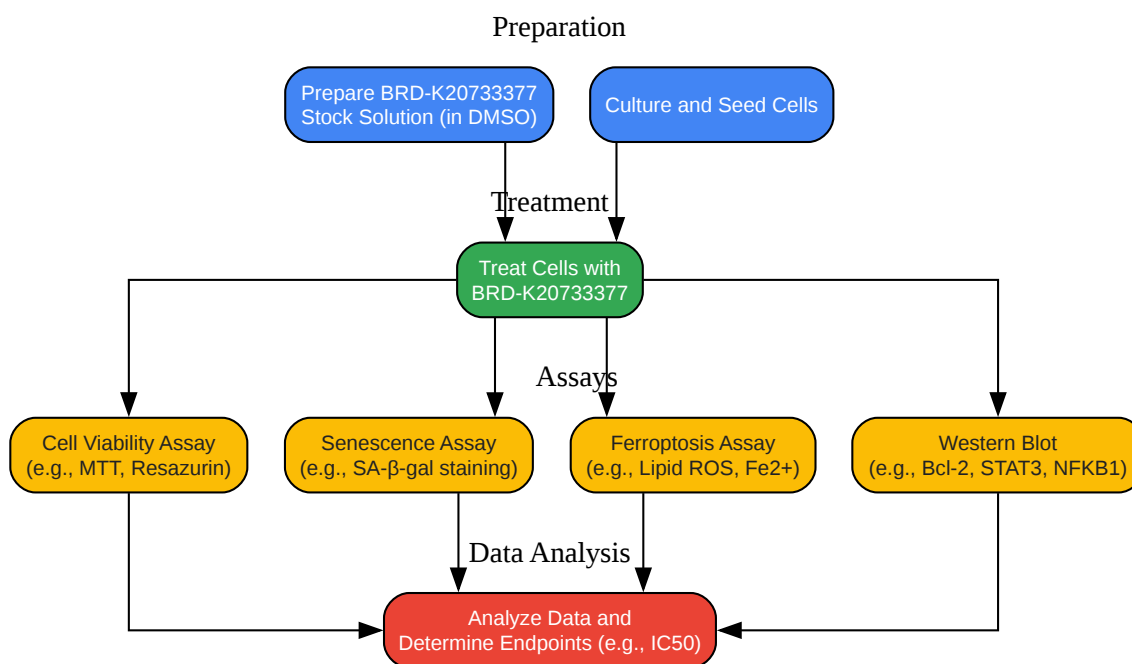 Preparation
Prepare BRD-K20733377
Stock Solution (in DMSO)
Culture and Seed Cells
Treatment
Treat Cells with
BRD-K20733377
Assays
Cell Viability Assay
(e.g., MTT, Resazurin)
Senescence Assay
(e.g., SA-β-gal staining)
Ferroptosis Assay
(e.g., Lipid ROS, Fe2+)
Western Blot
(e.g., Bcl-2, STAT3, NFKB1)
Data Analysis
Analyze Data and
Determine Endpoints (e.g., IC50)